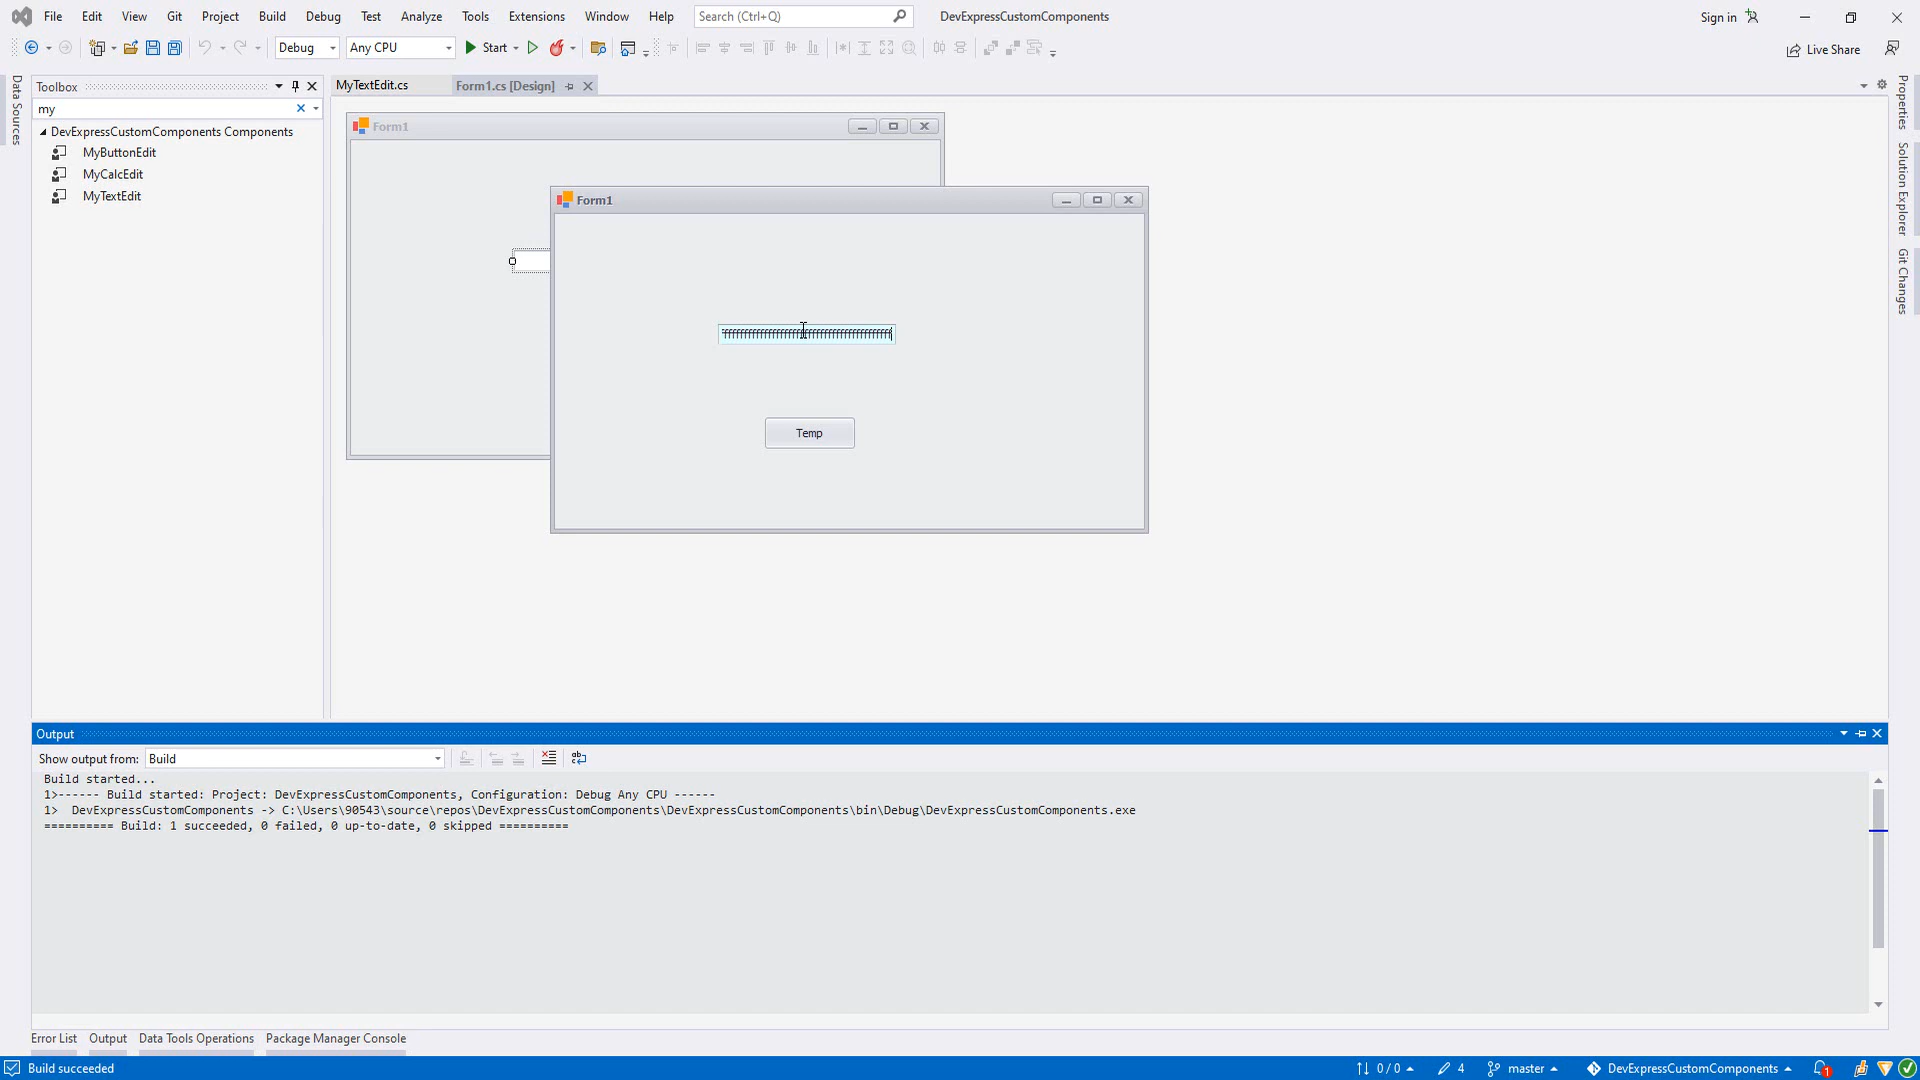 File Edit View Git Project Build Debug Test Analyze Tools Extensions Window Help Search (Ctrl+Q) DevExpressCustomComponents Sign in
Debug Any CPU Start Live Share
Data Sources
Toolbox
my
DevExpressCustomComponents Components
MyButtonEdit
MyCalcEdit
MyTextEdit
MyTextEdit.cs Form1.cs [Design]
Form1
Form1
Temp
Properties
Solution Explorer
Git Changes
Output
Show output from: Build
Build started...
1>------ Build started: Project: DevExpressCustomComponents, Configuration: Debug Any CPU ------
1> DevExpressCustomComponents -> C:\Users\90543\source\repos\DevExpressCustomComponents\DevExpressCustomComponents\bin\Debug\DevExpressCustomComponents.exe
========== Build: 1 succeeded, 0 failed, 0 up-to-date, 0 skipped ==========
Error List Output Data Tools Operations Package Manager Console
Build succeeded 0 / 0 4 master DevExpressCustomComponents 1